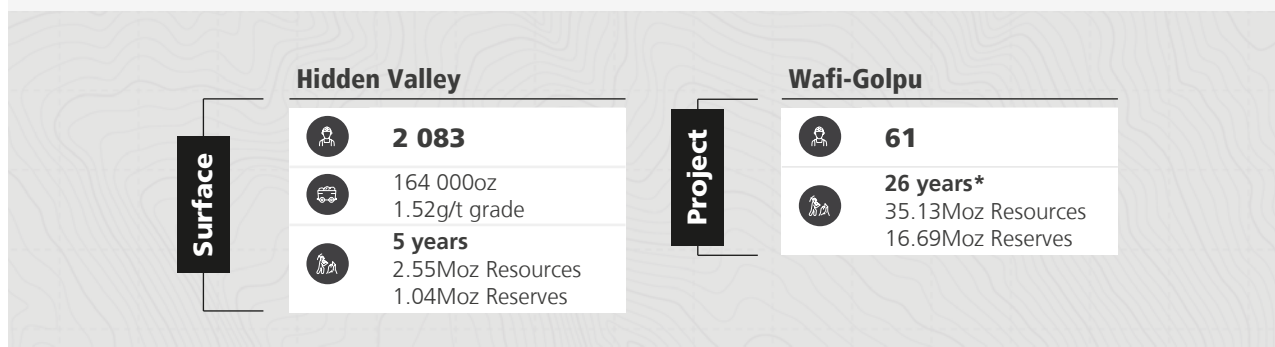 Hidden Valley
Surface
2 083
164 000oz
1.52g/t grade
5 years
2.55Moz Resources
1.04Moz Reserves
Wafi-Golpu
Project
61
26 years*
35.13Moz Resources
16.69Moz Reserves